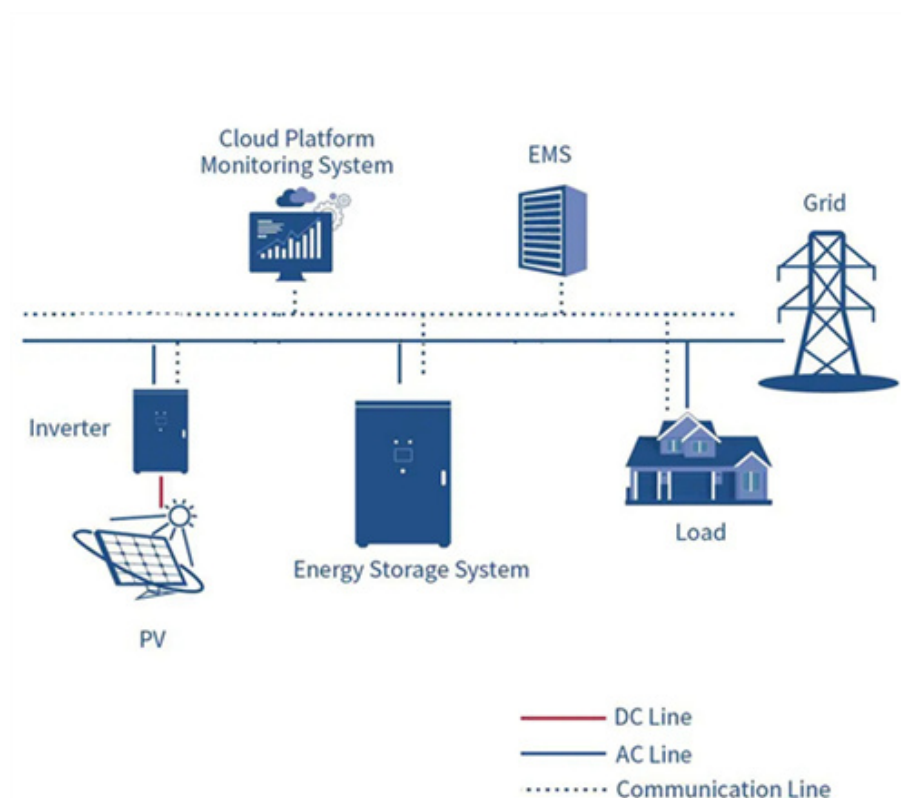 Cloud Platform
Monitoring System
EMS
Grid
Inverter
Energy Storage System
Load
PV
DC Line
AC Line
Communication Line